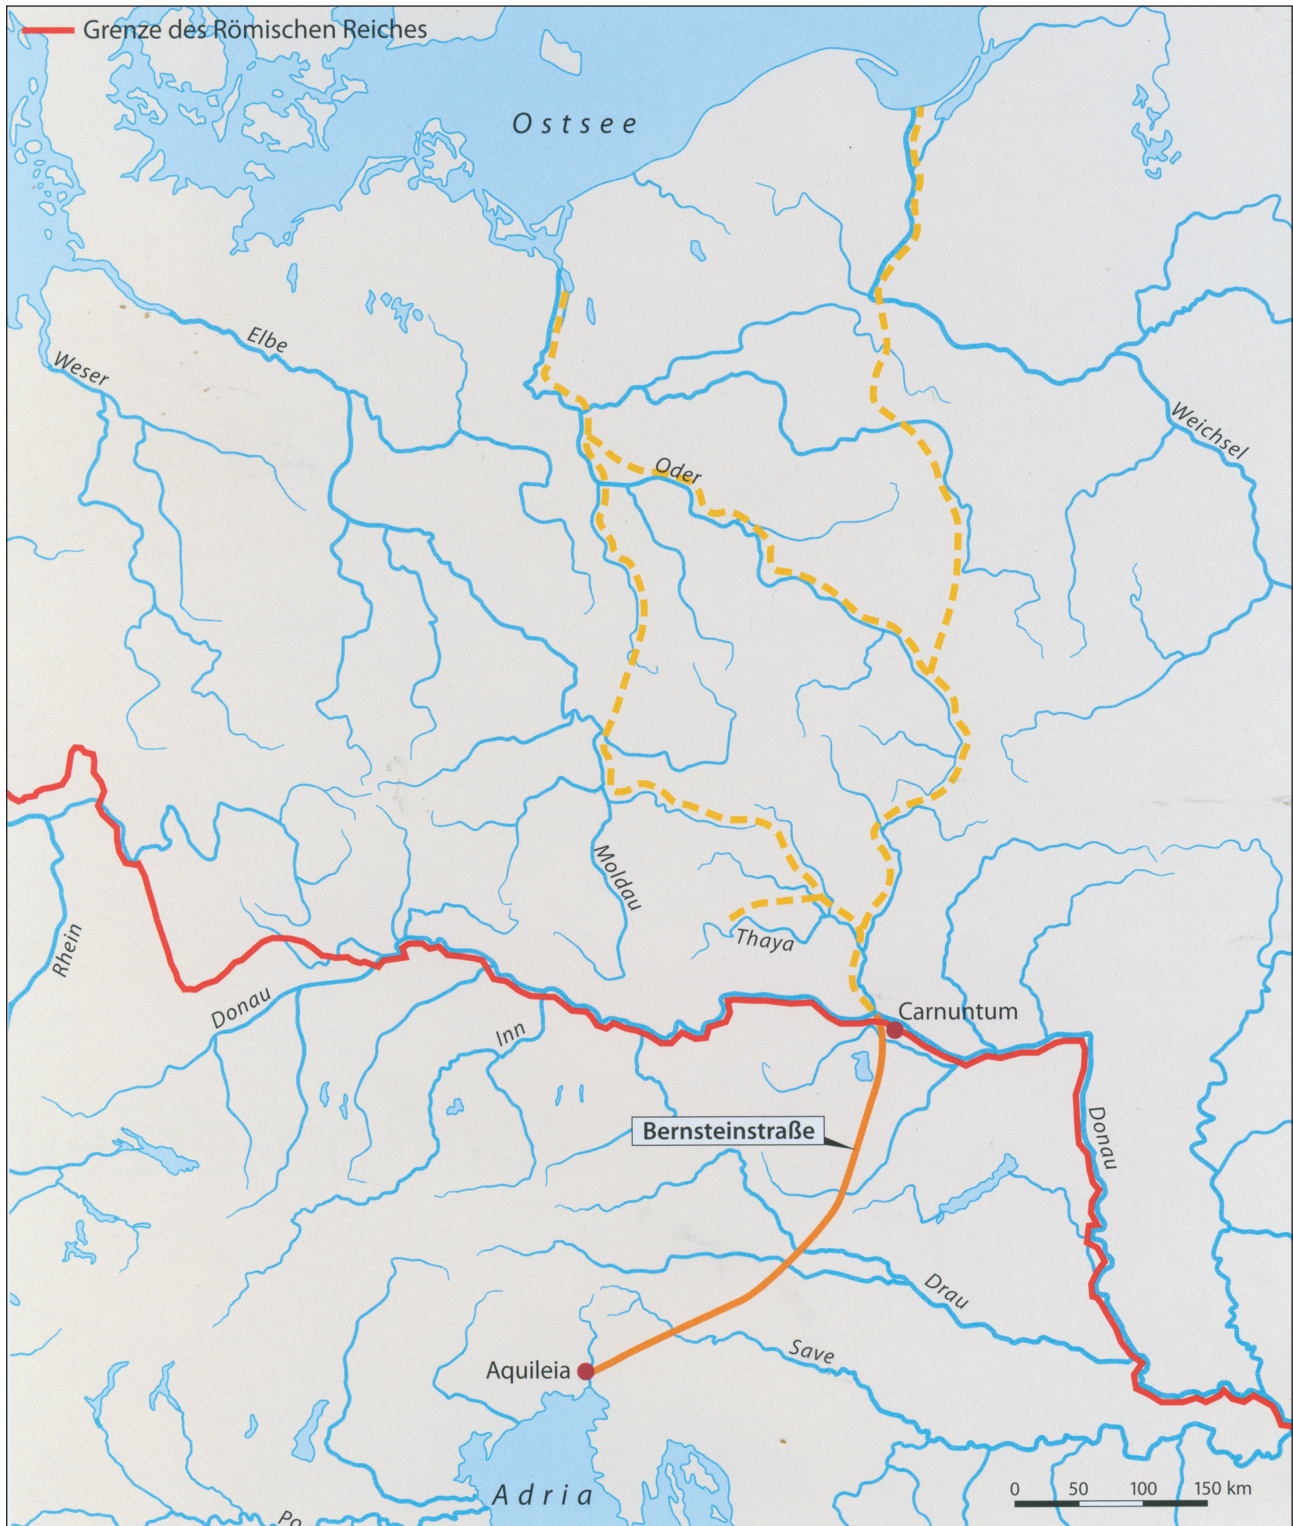 Grenze des Römischen Reiches
Ostsee
Elbe
Weser
Weichsel
Oder
Moldau
Rhein
Thaya
Donau
Carnuntum
Inn
Bernsteinstraße
Donau
Drau
Save
Aquileia
Adria
0 50 100 150 km
Po